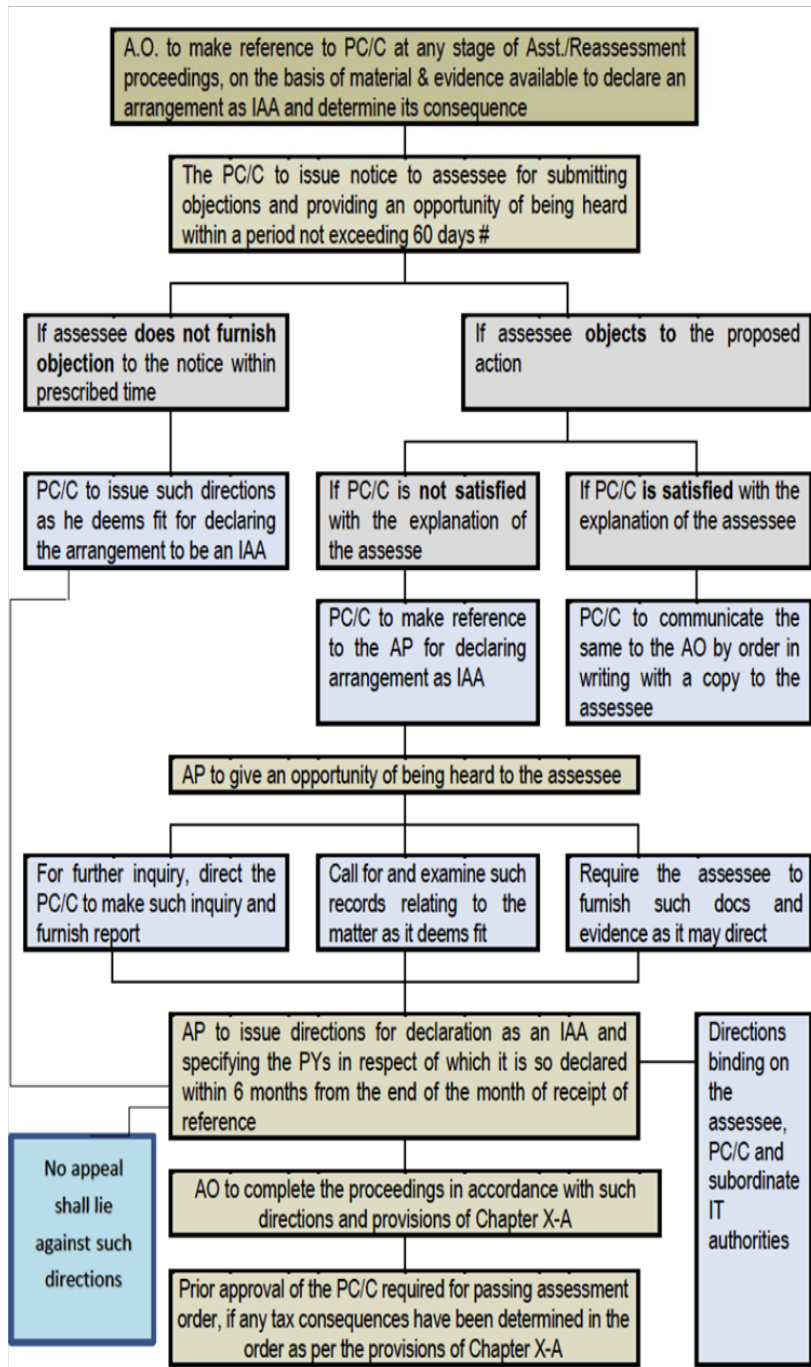 A.O. to make reference to PC/C at any stage of Asst./Reassessment
proceedings, on the basis of material & evidence available to declare an
arrangement as IAA and determine its consequence
The PC/C to issue notice to assessee for submitting
objections and providing an opportunity of being heard
within a period not exceeding 60 days #
If assessee does not furnish
objection to the notice within
prescribed time
If assessee objects to the proposed
action
PC/C to issue such directions
as he deems fit for declaring
the arrangement to be an IAA
If PC/C is not satisfied
with the explanation of
the assesse
If PC/C is satisfied with the
explanation of the assessee
PC/C to make reference
to the AP for declaring
arrangement as IAA
PC/C to communicate the
same to the AO by order in
writing with a copy to the
assessee
AP to give an opportunity of being heard to the assessee
For further inquiry, direct the
PC/C to make such inquiry and
furnish report
Call for and examine such
records relating to the
matter as it deems fit
Require the assessee to
furnish such docs and
evidence as it may direct
AP to issue directions for declaration as an IAA and
specifying the PYs in respect of which it is so declared
within 6 months from the end of the month of receipt of
reference
Directions
binding on
the
assessee,
PC/C and
subordinate
IT
authorities
No appeal
shall lie
against such
directions
AO to complete the proceedings in accordance with such
directions and provisions of Chapter X-A
Prior approval of the PC/C required for passing assessment
order, if any tax consequences have been determined in the
order as per the provisions of Chapter X-A